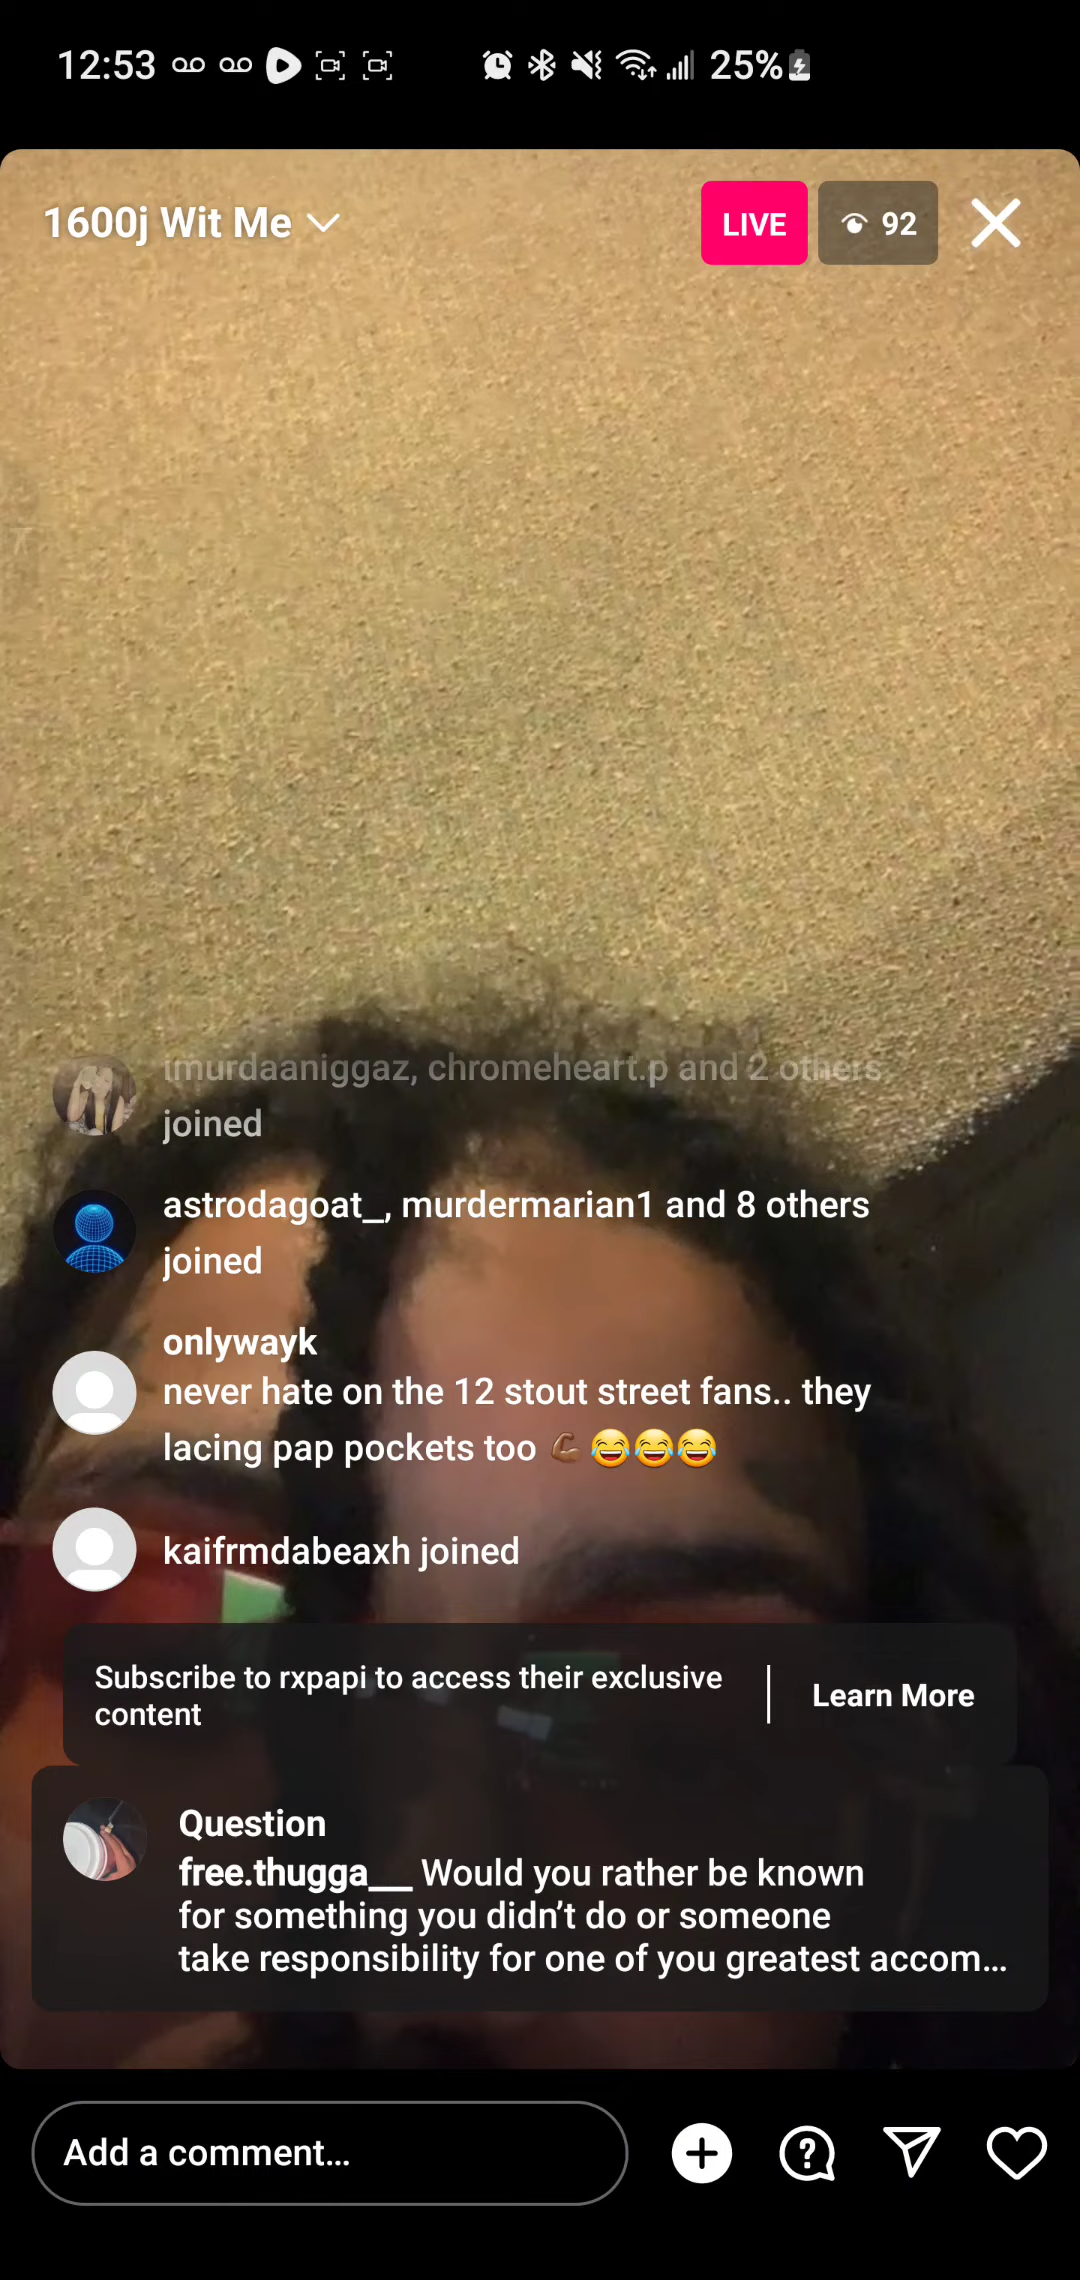 12:53
25%
1600j Wit Me
LIVE
92
chromeheart.p and 2 others
joined
astrodagoat_, murdermarian1 and 8 others
joined
onlywayk
never hate on the 12 stout street fans.. they
lacing pap pockets too 💪🏾😂😂😂
kaifrmdabeaxh joined
Subscribe to rxpapi to access their exclusive
content
Learn More
Question
free.thugga__ Would you rather be known
for something you didn’t do or someone
take responsibility for one of you greatest accom...
Add a comment...